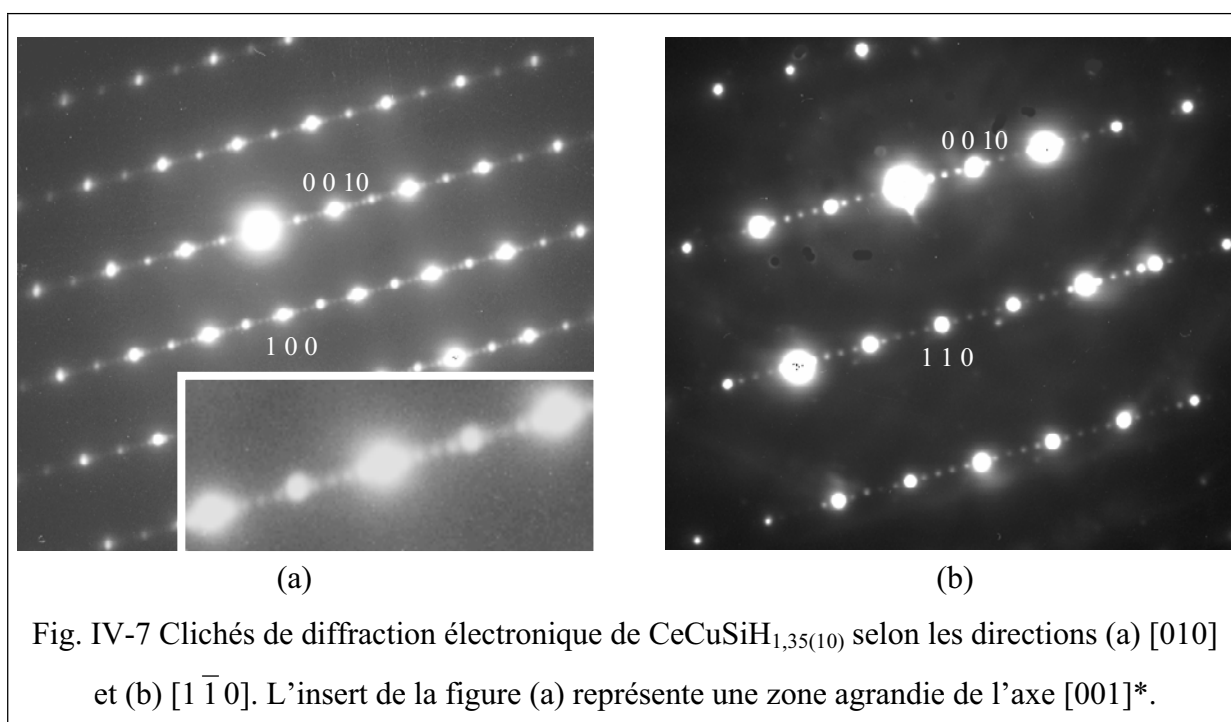 0 0 10
1 0 0
0 0 10
1 1 0
(a)
(b)
Fig. IV-7 Clichés de diffraction électronique de CeCuSiH₁,₃₅₍₁₀₎ selon les directions (a) [010]
et (b) [1 1̅ 0]. L’insert de la figure (a) représente une zone agrandie de l’axe [001]*.